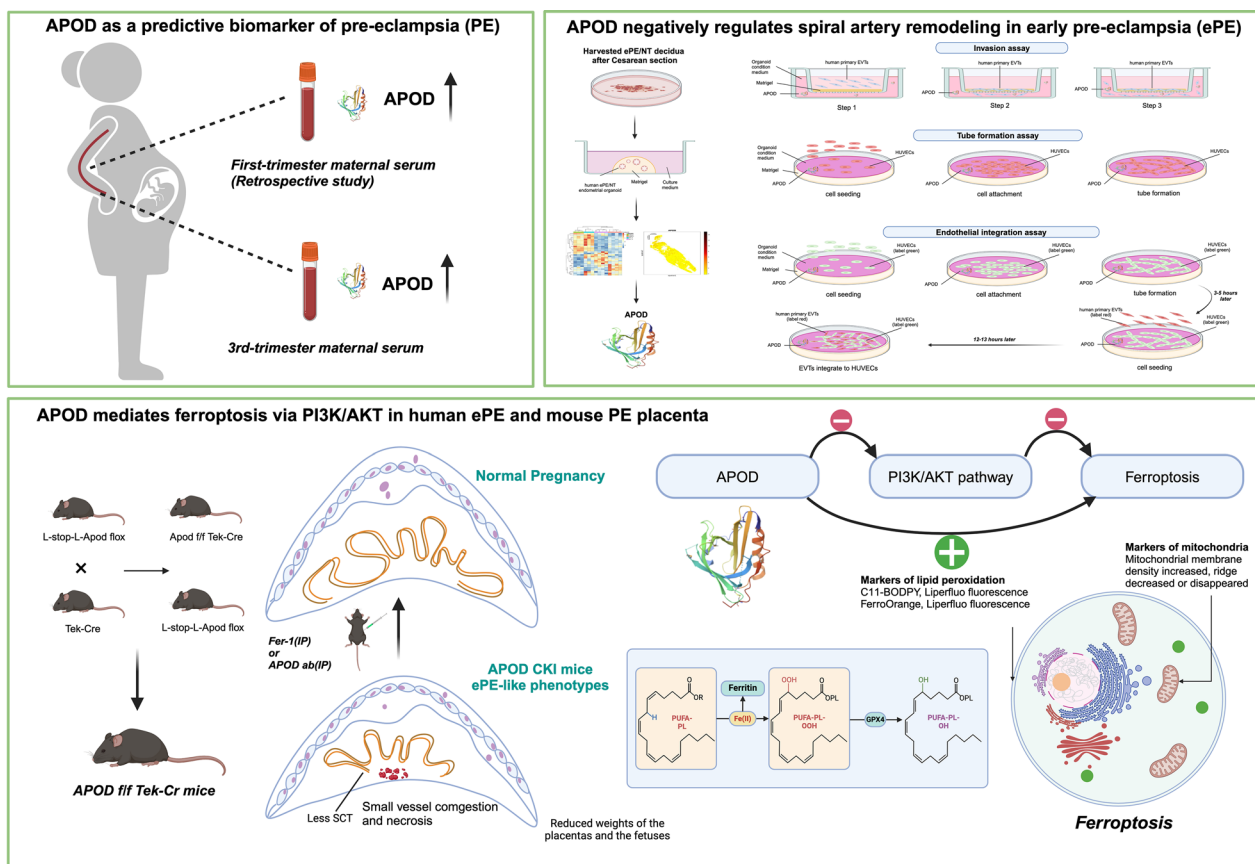 APOD as a predictive biomarker of pre-eclampsia (PE)
APOD
First-trimester maternal serum
(Retrospective study)
APOD
3rd-trimester maternal serum
APOD negatively regulates spiral artery remodeling in early pre-eclampsia (ePE)
Harvested ePE/NT decidua
after Cesarean section
human ePE/NT
endometrial organoid
Matrigel
Culture
medium
APOD
Invasion assay
Organoid
condition
medium
Matrigel
APOD
human primary EVTs
Step 1
human primary EVTs
APOD
Step 2
human primary EVTs
APOD
Step 3
Tube formation assay
Organoid
condition
medium
Matrigel
APOD
HUVECs
cell seeding
HUVECs
APOD
cell attachment
HUVECs
APOD
tube formation
Endothelial integration assay
Organoid
condition
medium
Matrigel
APOD
HUVECs
(label green)
cell seeding
HUVECs
(label green)
APOD
cell attachment
HUVECs
(label green)
APOD
tube formation
3-5 hours
later
human primary EVTs
(label red)
HUVECs
(label green)
APOD
EVTs integrate to HUVECs
12-13 hours later
HUVECs
(label green)
APOD
cell seeding
APOD mediates ferroptosis via PI3K/AKT in human ePE and mouse PE placenta
L-stop-L-Apod flox
Apod f/f Tek-Cre
×
Tek-Cre
L-stop-L-Apod flox
APOD f/f Tek-Cr mice
Normal Pregnancy
Fer-1(IP)
or
APOD ab(IP)
APOD CKI mice
ePE-like phenotypes
Less SCT
Small vessel comgestion
and necrosis
Reduced weights of the
placentas and the fetuses
APOD
PI3K/AKT pathway
Ferroptosis
Markers of lipid peroxidation
C11-BODPY, Liperfluo fluorescence
FerroOrange, Liperfluo fluorescence
Markers of mitochondria
Mitochondrial membrane
density increased, ridge
decreased or disappeared
O
OR
H
PUFA-
PL
Ferritin
Fe(II)
OOH
O
OPL
PUFA-PL-
OOH
GPX4
OH
O
OPL
PUFA-PL-
OH
Ferroptosis